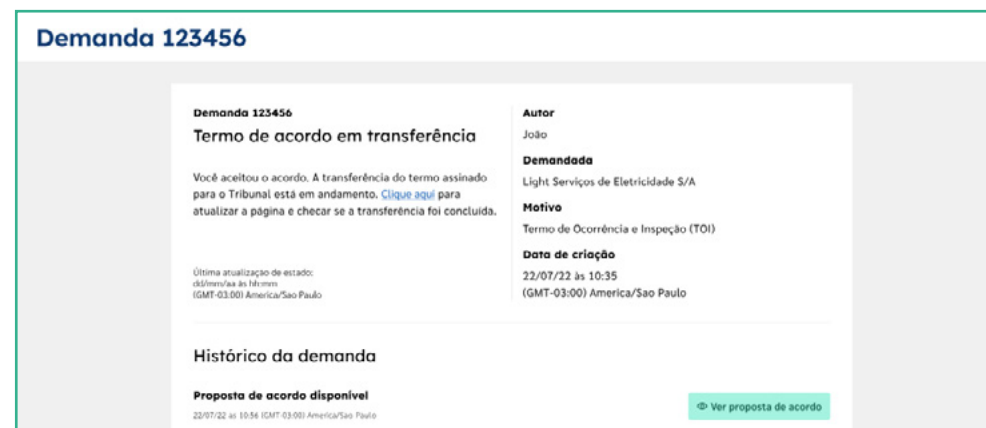 Demanda 123456
Demanda 123456
Termo de acordo em transferência
Você aceitou o acordo. A transferência do termo assinado
para o Tribunal está em andamento. Clique aqui para
atualizar a página e checar se a transferência foi concluída.
Última atualização de estado:
dd/mm/aa às hh:mm
(GMT-03:00) America/Sao Paulo
Autor
João
Demandada
Light Serviços de Eletricidade S/A
Motivo
Termo de Ocorrência e Inspeção (TOI)
Data de criação
22/07/22 às 10:35
(GMT-03:00) America/Sao Paulo
Histórico da demanda
Proposta de acordo disponível
22/07/22 às 10:56 (GMT-03:00) America/Sao Paulo
Ver proposta de acordo